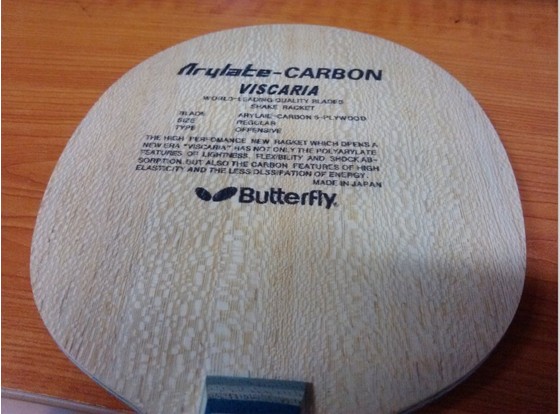 Arylate-CARBON
VISCARIA
WORLD-LEADING QUALITY BLADES
SHAKE RACKET
BLADE: ARYLATE-CARBON 5-PLYWOOD
SIZE REGULAR
TYPE OFFENSIVE
THE HIGH PERFOMANCE NEW RACKET WHICH OPENS A
NEW ERA "VISCARIA" HAS NOT ONLY THE POLYARYLATE
FEATURES OF LIGHTNESS, FLEXIBILITY AND SHOCK AB-
SORBTION, BUT ALSO THE CARBON FEATURES OF HIGH
ELASTICITY AND THE LESS DISSIPATION OF ENERGY.
MADE IN JAPAN
Butterfly